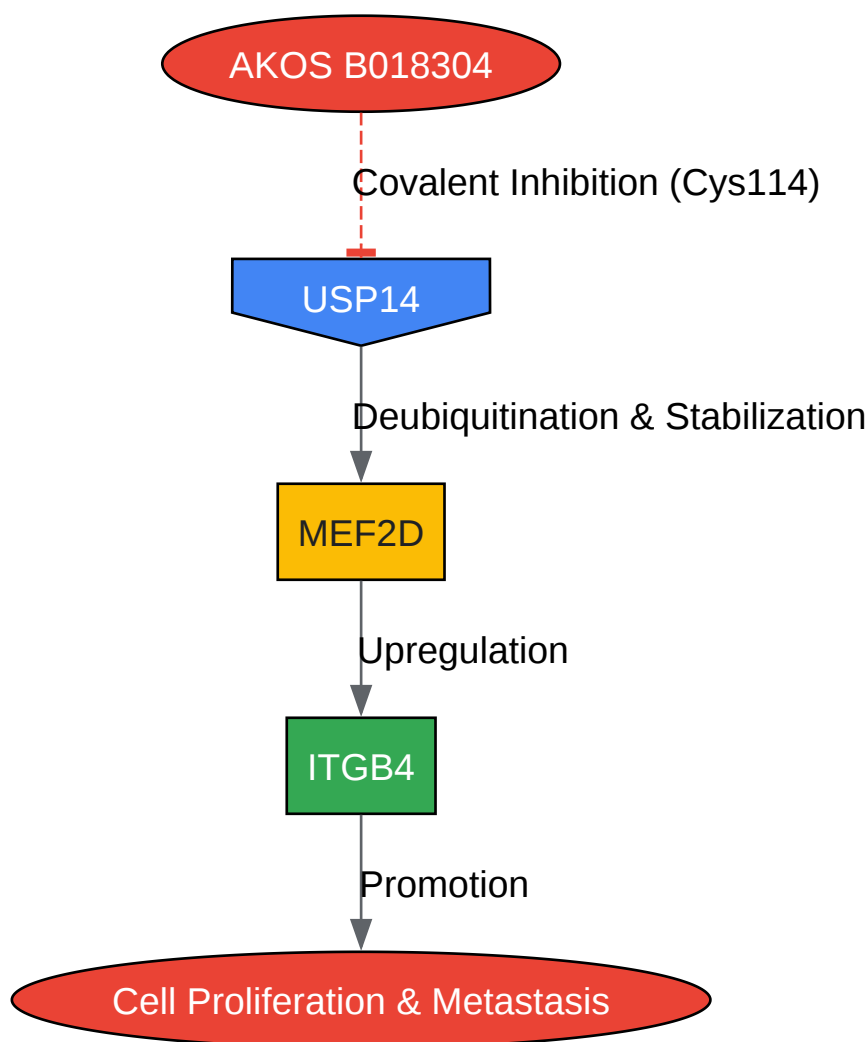 AKOS B018304
Covalent Inhibition (Cys114)
USP14
Deubiquitination & Stabilization
MEF2D
Upregulation
ITGB4
Promotion
Cell Proliferation & Metastasis